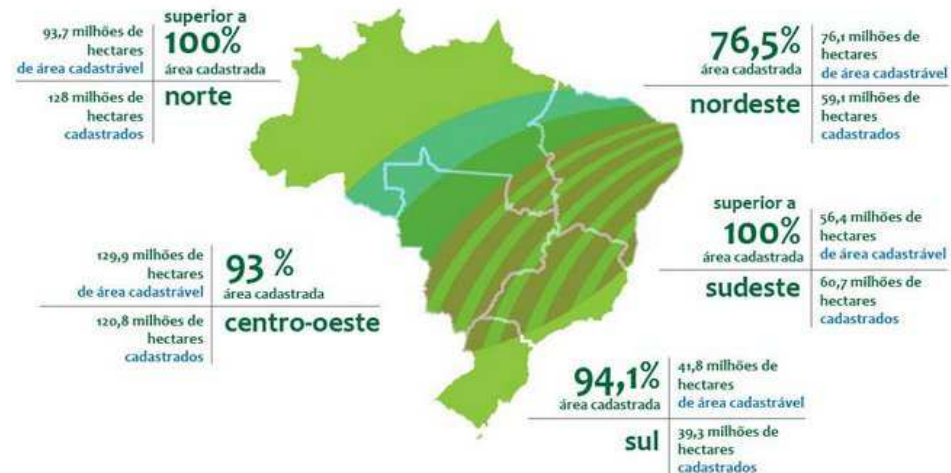 93,7 milhões de
hectares
de área cadastrável
128 milhões de
hectares
cadastrados
superior a
100%
área cadastrada
norte
76,5%
área cadastrada
nordeste
76,1 milhões de
hectares
de área cadastrável
59,1 milhões de
hectares
cadastrados
129,9 milhões de
hectares
de área cadastrável
120,8 milhões de
hectares
cadastrados
93 %
área cadastrada
centro-oeste
superior a
100%
área cadastrada
sudeste
56,4 milhões de
hectares
de área cadastrável
60,7 milhões de
hectares
cadastrados
94,1%
área cadastrada
sul
41,8 milhões de
hectares
de área cadastrável
39,3 milhões de
hectares
cadastrados